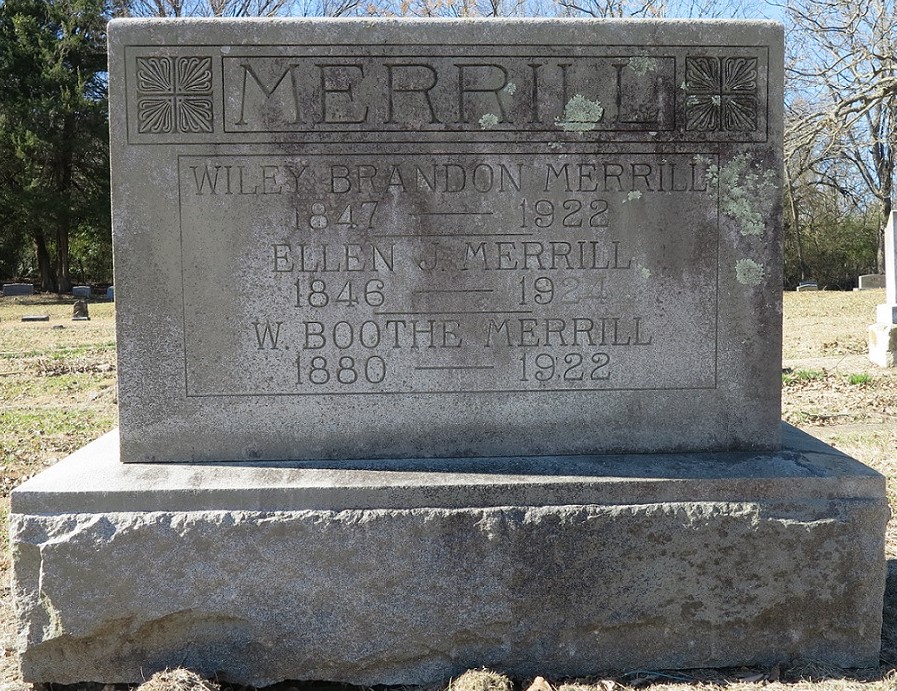 MERRILL
WILEY BRANDON MERRILL
1847 — 1922
ELLEN J. MERRILL
1846 — 1924
W. BOOTHE MERRILL
1880 — 1922